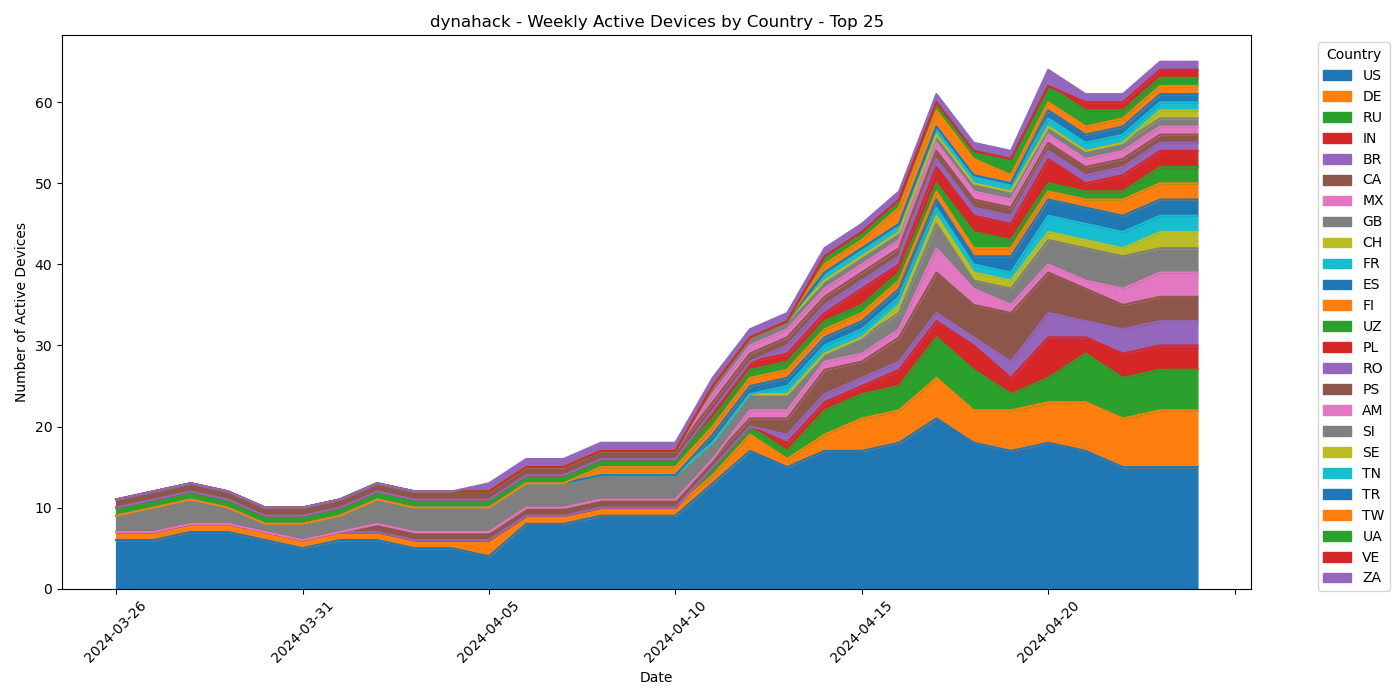 dynahack - Weekly Active Devices by Country - Top 25
Number of Active Devices
60
50
40
30
20
10
0
2024-03-26
2024-03-31
2024-04-05
2024-04-10
2024-04-15
2024-04-20
Date
Country
US
DE
RU
IN
BR
CA
MX
GB
CH
FR
ES
FI
UZ
PL
RO
PS
AM
SI
SE
TN
TR
TW
UA
VE
ZA